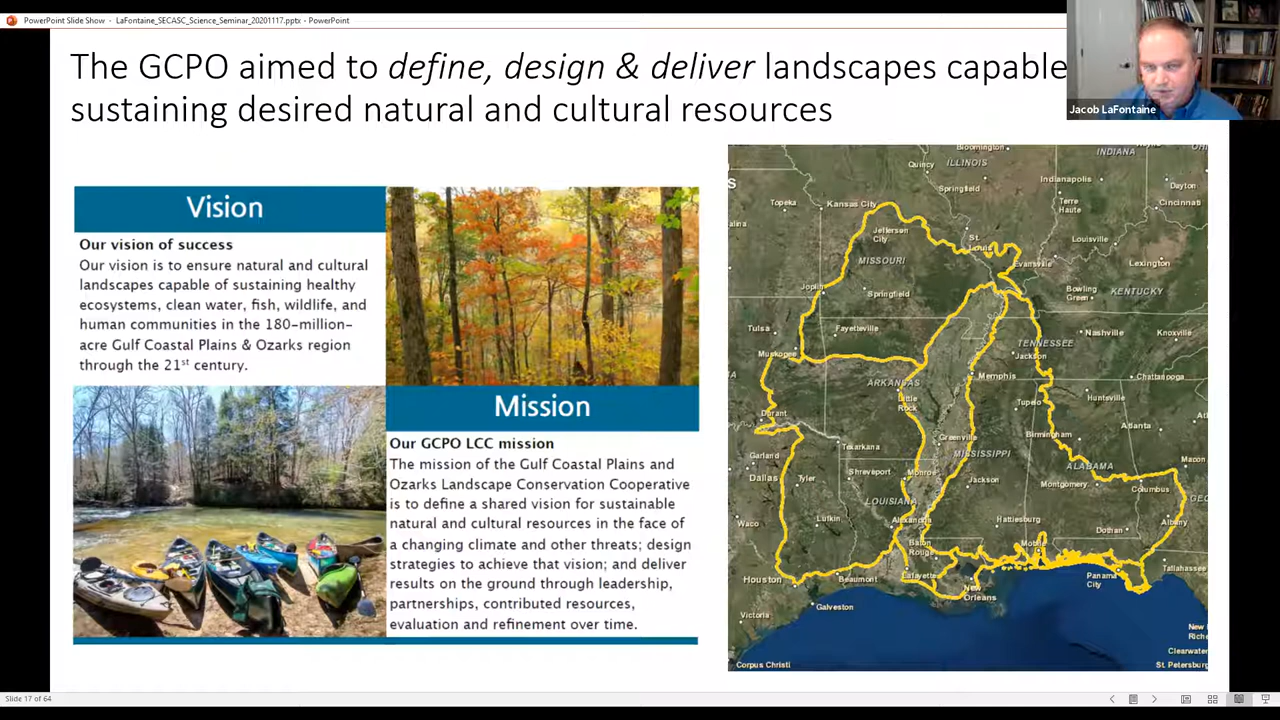 PowerPoint Slide Show - LaFontaine_SECASC_Science_Seminar_20201117.pptx - PowerPoint
The GCPO aimed to define, design & deliver landscapes capable
sustaining desired natural and cultural resources
Jacob LaFontaine
Vision
Our vision of success
Our vision is to ensure natural and cultural
landscapes capable of sustaining healthy
ecosystems, clean water, fish, wildlife, and
human communities in the 180-million-
acre Gulf Coastal Plains & Ozarks region
through the 21st century.
Mission
Our GCPO LCC mission
The mission of the Gulf Coastal Plains and
Ozarks Landscape Conservation Cooperative
is to define a shared vision for sustainable
natural and cultural resources in the face of
a changing climate and other threats; design
strategies to achieve that vision; and deliver
results on the ground through leadership,
partnerships, contributed resources,
evaluation and refinement over time.
Bloomington
INDIANA
Quincy
ILLINOIS
S
Indianapolis
Dayton
Springfield
Topeka
Kansas City
Terre
Haute
Cincinnati
alina
Jefferson
City
St.
Louis
Louisville
MISSOURI
Evansville
Lexington
Joplin
Springfield
Bowling
Green
KENTUCKY
Tulsa
Fayetteville
Nashville
Knoxville
Muskogee
TENNESSEE
Jackson
Memphis
Chattanooga
ARKANSAS
Little
Rock
Huntsville
Durant
Tupelo
Atlanta
Birmingham
Garland
Texarkana
Greenville
MISSISSIPPI
Macon
Dallas
Tyler
Shreveport
Monroe
Jackson
ALABAMA
Montgomery
Columbus
GEO
LOUISIANA
Waco
Lufkin
Alexandria
Hattiesburg
Dothan
Albany
Baton
Rouge
Mobile
Tallahassee
Houston
Beaumont
Lafayette
New
Orleans
Panama
City
Galveston
Victoria
New
Riche
Clearwater
Corpus Christi
St. Petersburg
Slide 17 of 64